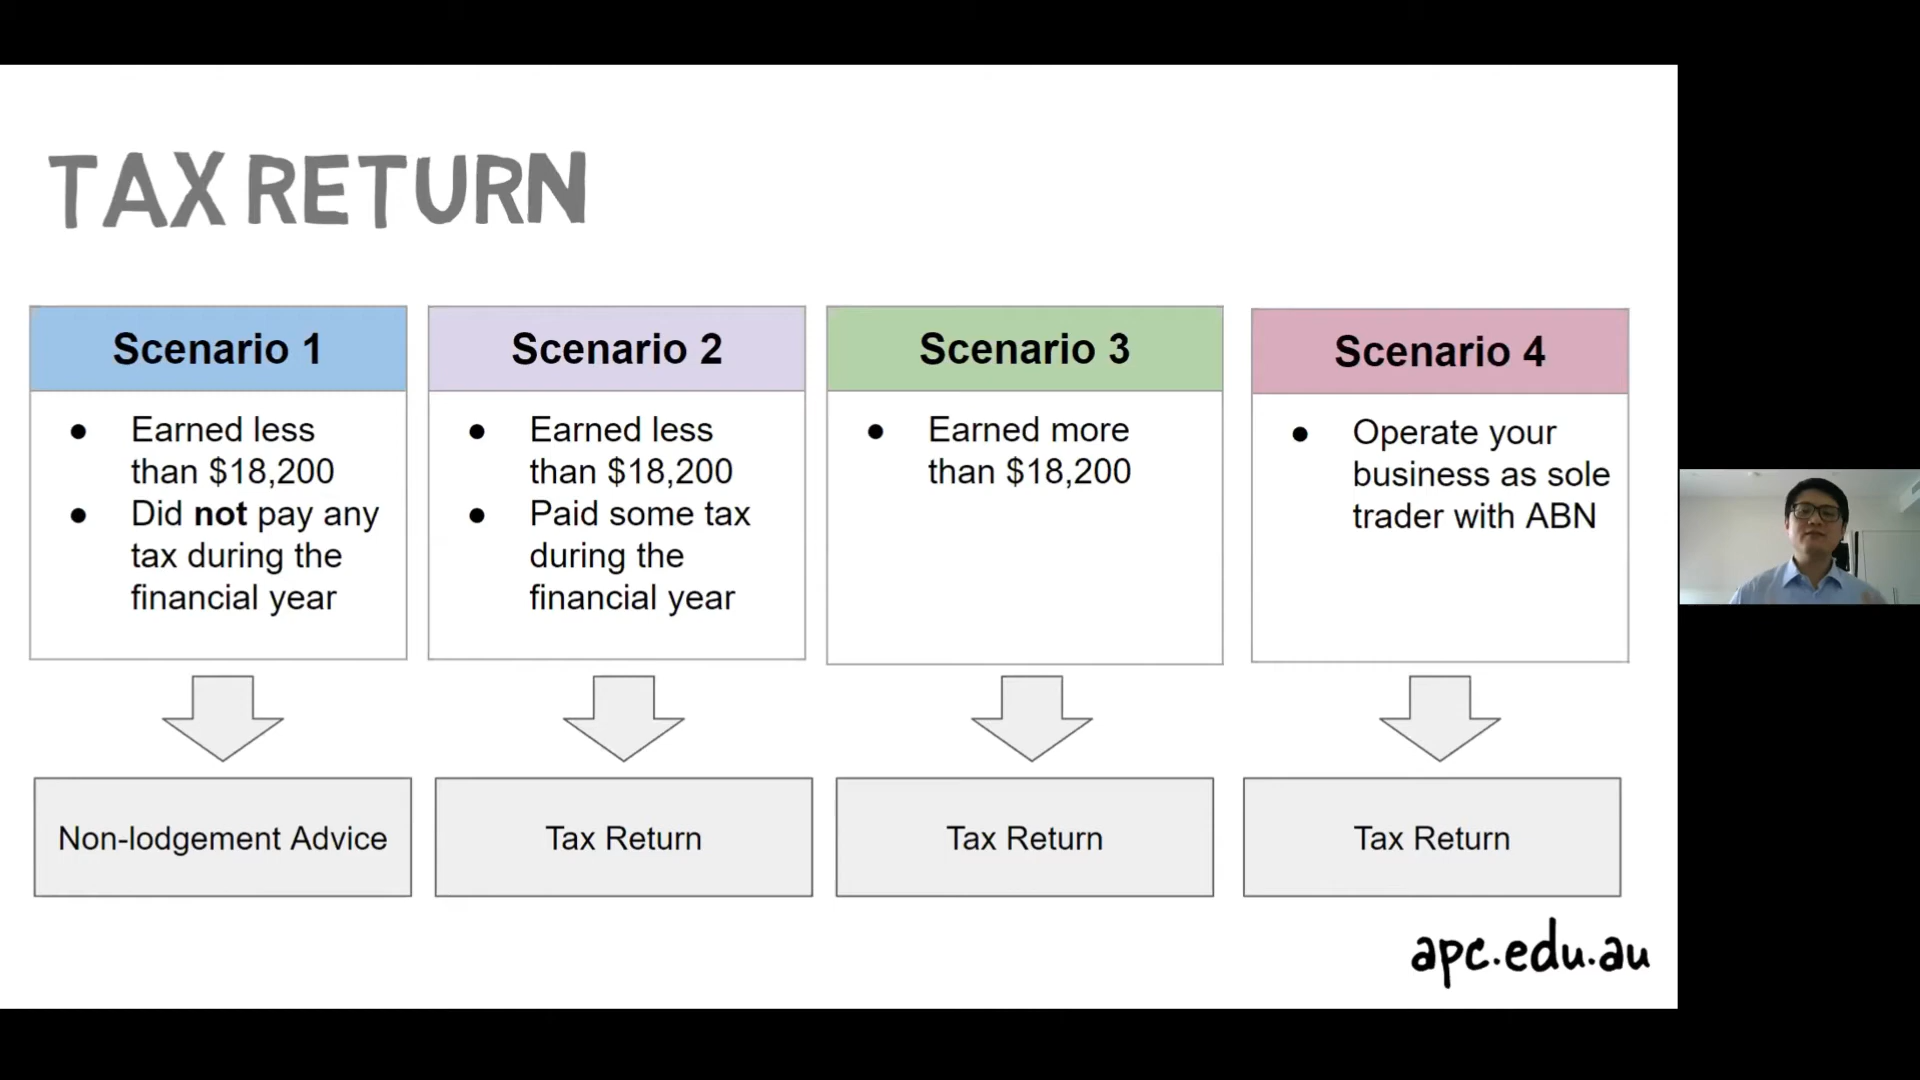 TAX RETURN
Scenario 1
● Earned less
than $18,200
● Did not pay any
tax during the
financial year
Non-lodgement Advice
Scenario 2
● Earned less
than $18,200
● Paid some tax
during the
financial year
Tax Return
Scenario 3
● Earned more
than $18,200
Tax Return
Scenario 4
● Operate your
business as sole
trader with ABN
Tax Return
apc.edu.au